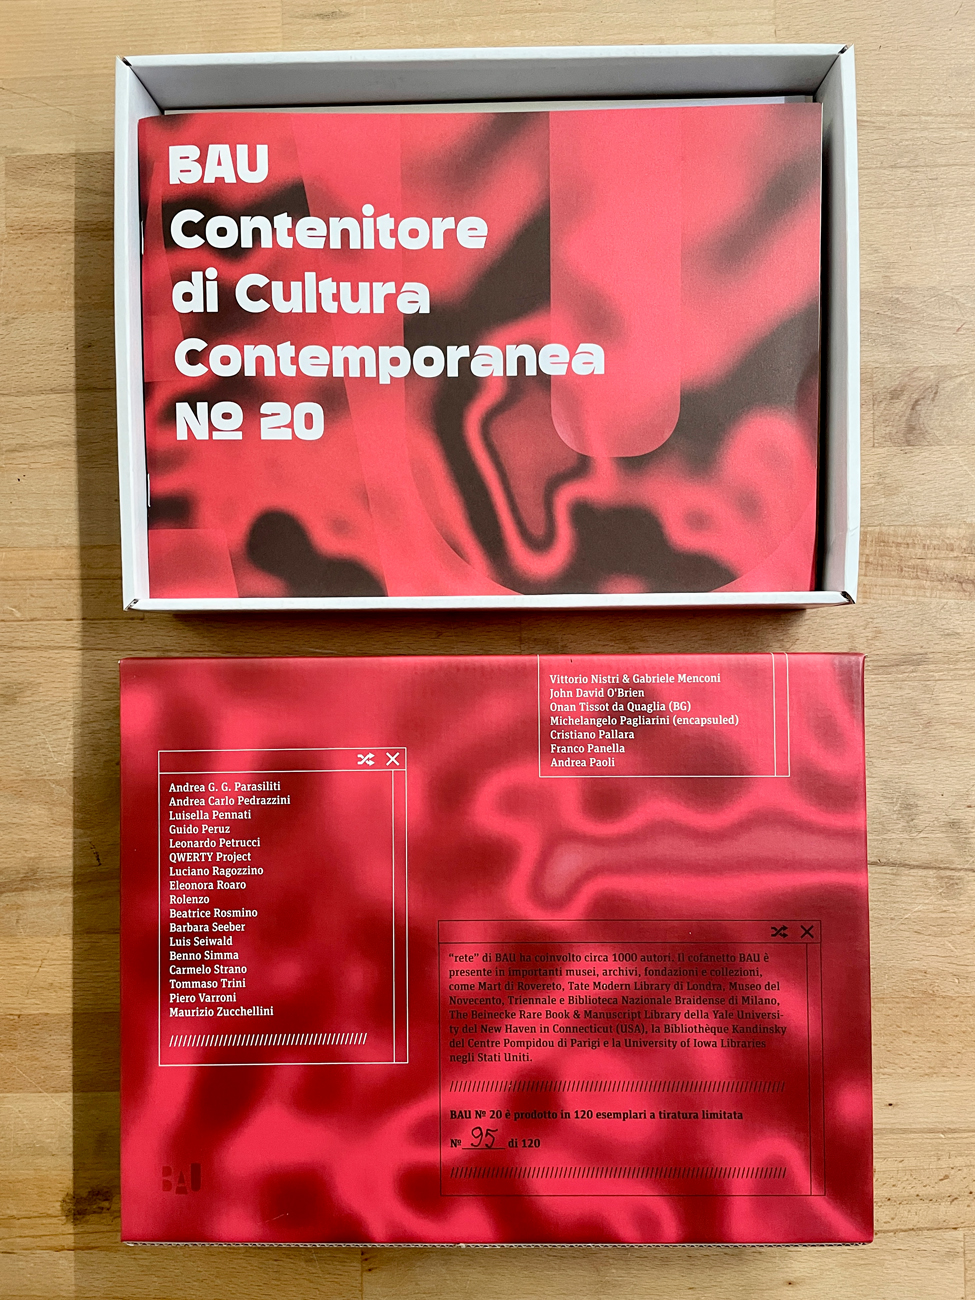 BAU
Contenitore
di Cultura
Contemporanea
Nº 20
Vittorio Nistri & Gabriele Menconi
John David O'Brien
Onan Tissot da Quaglia (BG)
Michelangelo Pagliarini (encapsuled)
Cristiano Pallara
Franco Panella
Andrea Paoli
Andrea G. G. Parasiliti
Andrea Carlo Pedrazzini
Luisella Pennati
Guido Peruz
Leonardo Petrucci
QWERTY Project
Luciano Ragozzino
Eleonora Roaro
Rolenzo
Beatrice Rosmino
Barbara Seeber
Luis Seiwald
Benno Simma
Carmelo Strano
Tommaso Trini
Piero Varroni
Maurizio Zucchellini
////////////////////////////////////////////
"rete" di BAU ha coinvolto circa 1000 autori. Il cofanetto BAU è
presente in importanti musei, archivi, fondazioni e collezioni,
come Mart di Rovereto, Tate Modern Library di Londra, Museo del
Novecento, Triennale e Biblioteca Nazionale Braidense di Milano,
The Beinecke Rare Book & Manuscript Library della Yale Universi-
ty del New Haven in Connecticut (USA), la Bibliothèque Kandinsky
del Centre Pompidou di Parigi e la University of Iowa Libraries
negli Stati Uniti.
////////////////////////////////////////////////////////////////////////
BAU Nº 20 è prodotto in 120 esemplari a tiratura limitata
Nº 95 di 120
////////////////////////////////////////////////////////////////////////
BAU